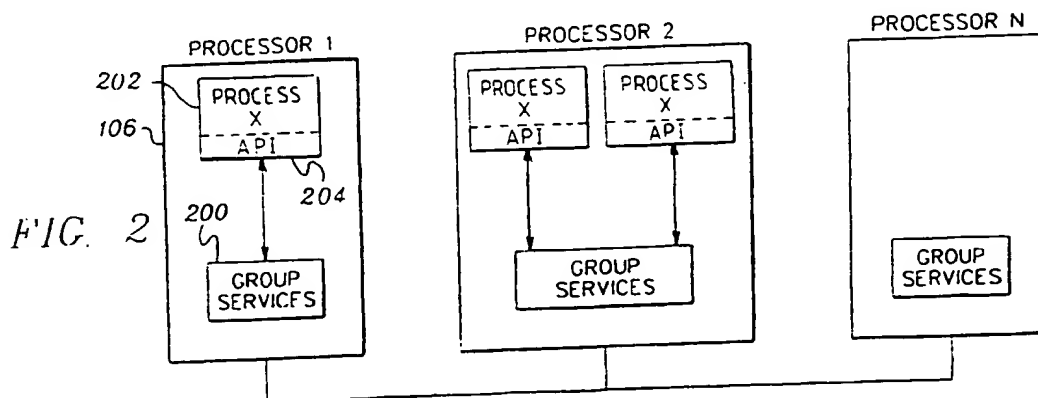 PROCESSOR 1
PROCESSOR 2
PROCESSOR N
202
PROCESS
X
API
106
204
200
GROUP
SERVICES
PROCESS
X
API
PROCESS
X
API
GROUP
SERVICES
GROUP
SERVICES
FIG. 2